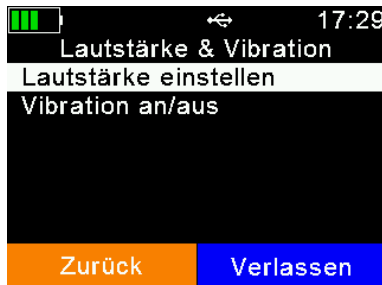 17:29
Lautstärke & Vibration
Lautstärke einstellen
Vibration an/aus
Zurück
Verlassen